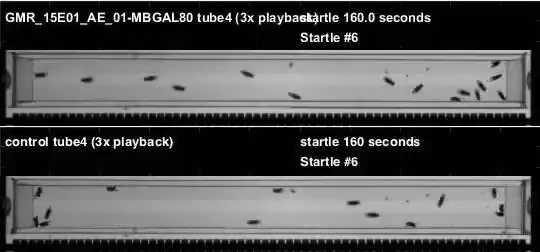 GMR_15E01_AE_01-MBGAL80 tube4 (3x playback)
startle 160.0 seconds
Startle #6
control tube4 (3x playback)
startle 160 seconds
Startle #6